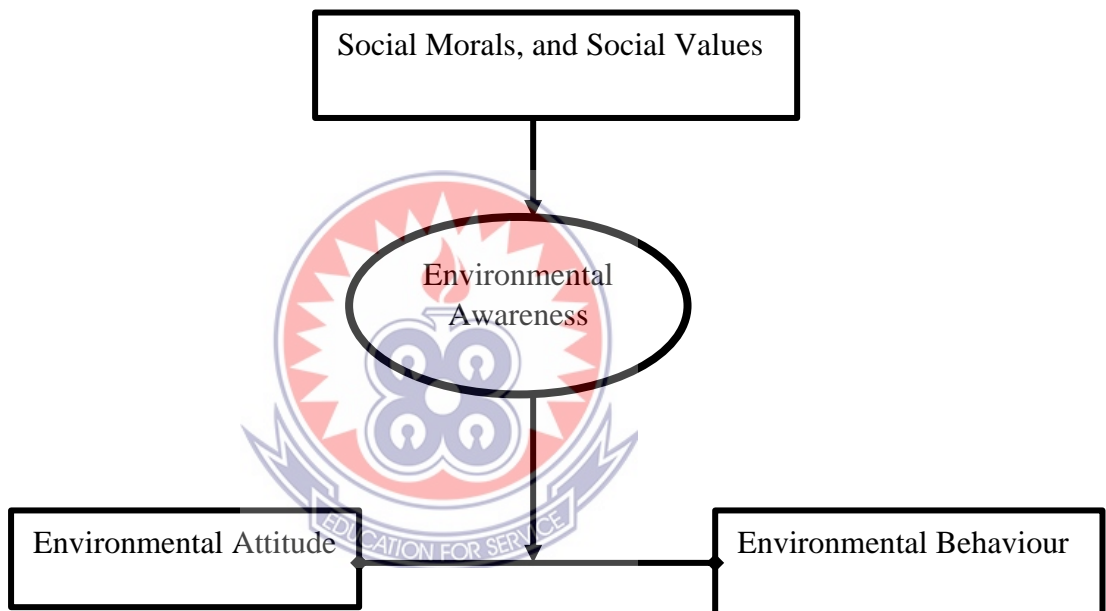 Social Morals, and Social Values
Environmental
Awareness
Environmental Attitude
EDUCATION FOR SERVICE
Environmental Behaviour